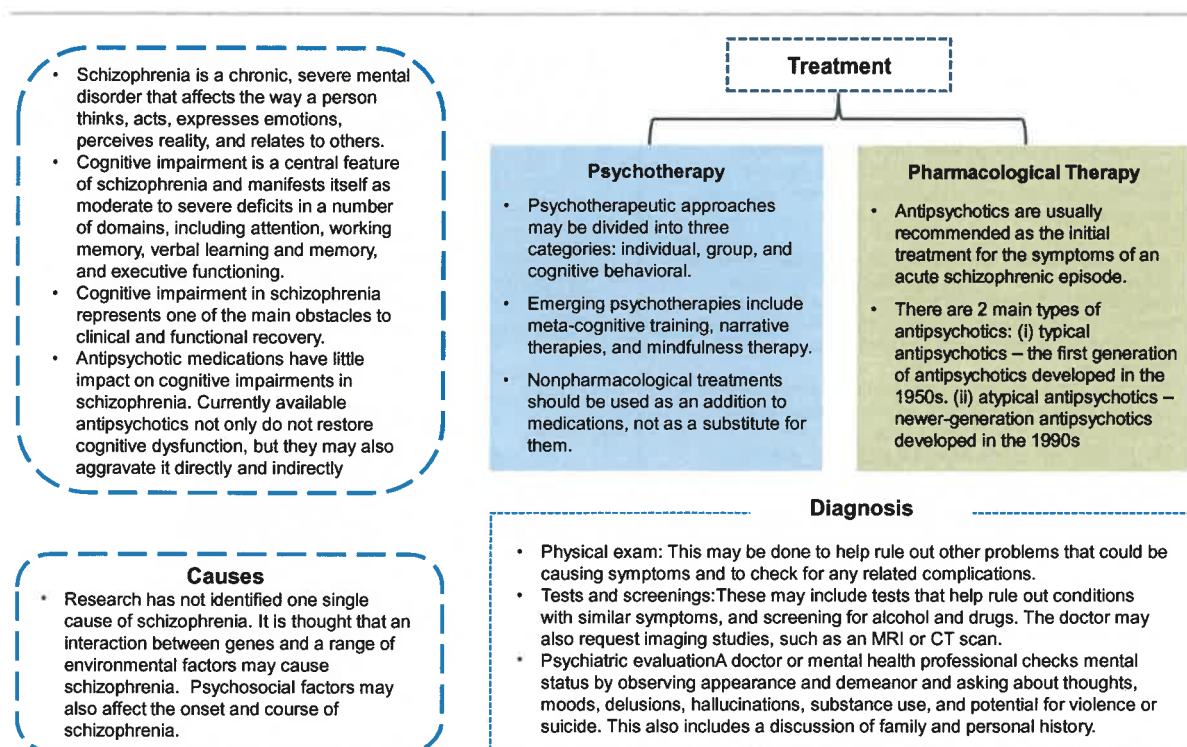 • Schizophrenia is a chronic, severe mental
disorder that affects the way a person
thinks, acts, expresses emotions,
perceives reality, and relates to others.
• Cognitive impairment is a central feature
of schizophrenia and manifests itself as
moderate to severe deficits in a number
of domains, including attention, working
memory, verbal learning and memory,
and executive functioning.
• Cognitive impairment in schizophrenia
represents one of the main obstacles to
clinical and functional recovery.
• Antipsychotic medications have little
impact on cognitive impairments in
schizophrenia. Currently available
antipsychotics not only do not restore
cognitive dysfunction, but they may also
aggravate it directly and indirectly
Causes
• Research has not identified one single
cause of schizophrenia. It is thought that an
interaction between genes and a range of
environmental factors may cause
schizophrenia. Psychosocial factors may
also affect the onset and course of
schizophrenia.
Treatment
Psychotherapy
• Psychotherapeutic approaches
may be divided into three
categories: individual, group, and
cognitive behavioral.
• Emerging psychotherapies include
meta-cognitive training, narrative
therapies, and mindfulness therapy.
• Nonpharmacological treatments
should be used as an addition to
medications, not as a substitute for
them.
Pharmacological Therapy
• Antipsychotics are usually
recommended as the initial
treatment for the symptoms of an
acute schizophrenic episode.
• There are 2 main types of
antipsychotics: (i) typical
antipsychotics – the first generation
of antipsychotics developed in the
1950s. (ii) atypical antipsychotics –
newer-generation antipsychotics
developed in the 1990s
Diagnosis
• Physical exam: This may be done to help rule out other problems that could be
causing symptoms and to check for any related complications.
• Tests and screenings:These may include tests that help rule out conditions
with similar symptoms, and screening for alcohol and drugs. The doctor may
also request imaging studies, such as an MRI or CT scan.
• Psychiatric evaluationA doctor or mental health professional checks mental
status by observing appearance and demeanor and asking about thoughts,
moods, delusions, hallucinations, substance use, and potential for violence or
suicide. This also includes a discussion of family and personal history.